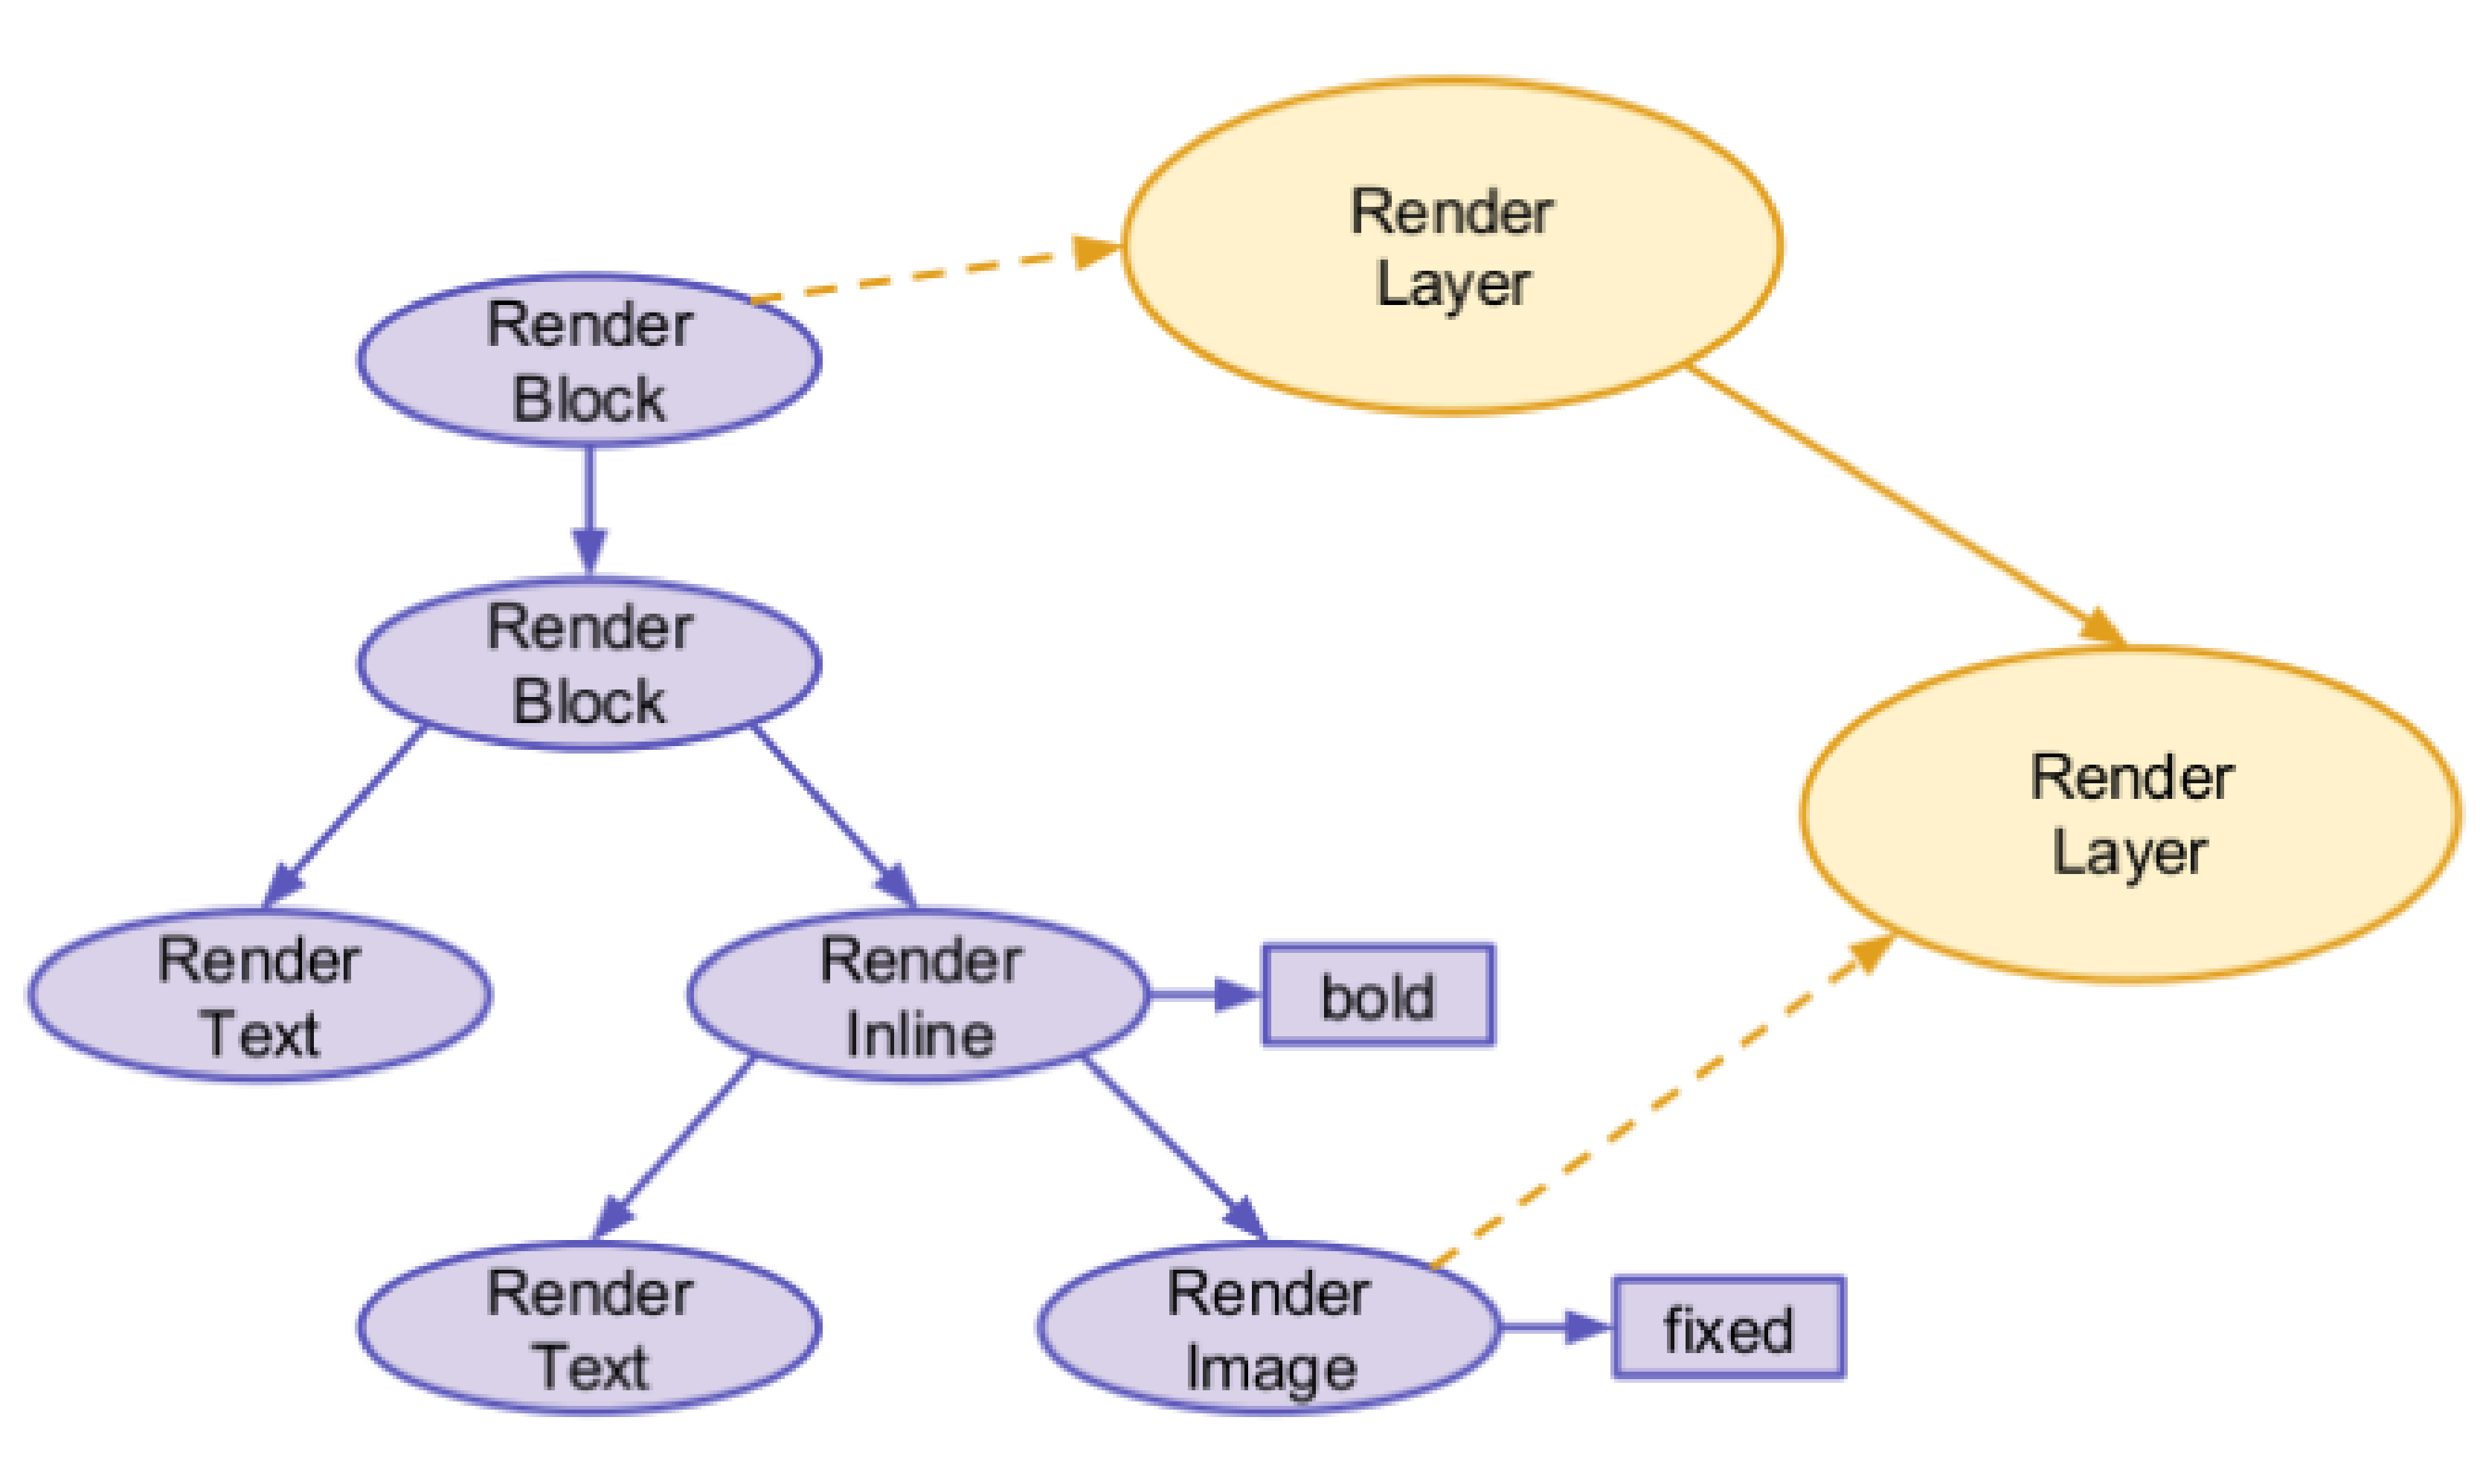 Render
Layer
Render
Block
Render
Block
Render
Layer
Render
Text
Render
Inline
bold
Render
Text
Render
Image
fixed